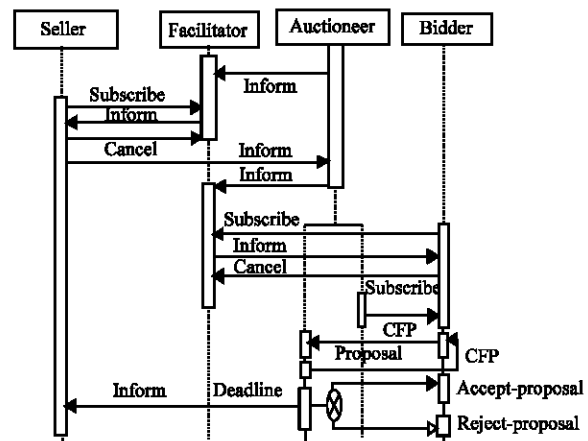 Seller
Facilitator
Auctioneer
Bidder
Inform
Subscribe
Inform
Cancel
Inform
Inform
Subscribe
Inform
Cancel
Subscribe
CFP
Proposal
CFP
Inform
Deadline
Accept-proposal
Reject-proposal